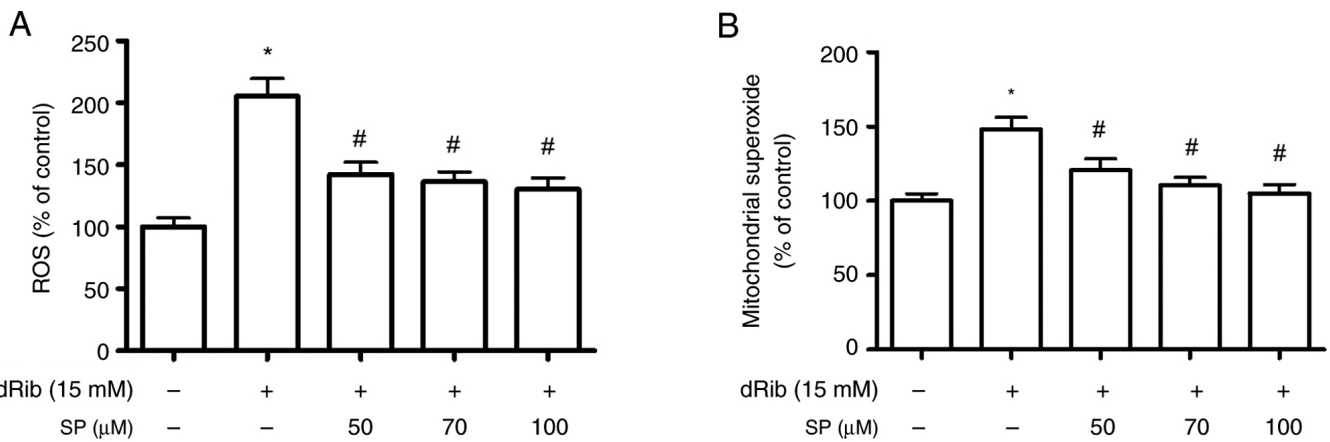 A
ROS (% of control)
250
200
150
100
50
0
*
#
#
#
dRib (15 mM) – + + + +
SP (μM) – – 50 70 100
B
Mitochondrial superoxide
(% of control)
200
150
100
50
0
*
#
#
#
dRib (15 mM) – + + + +
SP (μM) – – 50 70 100